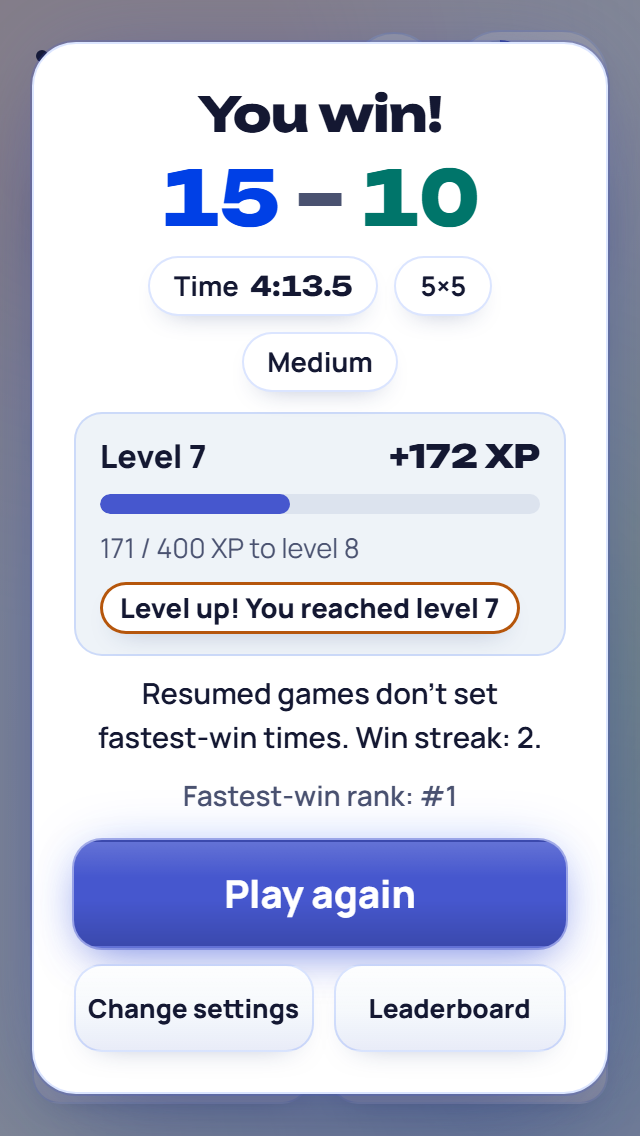 You win!
15 – 10
Time 4:13.5 5×5
Medium
Level 7 +172 XP
171 / 400 XP to level 8
Level up! You reached level 7
Resumed games don’t set
fastest-win times. Win streak: 2.
Fastest-win rank: #1
Play again
Change settings Leaderboard